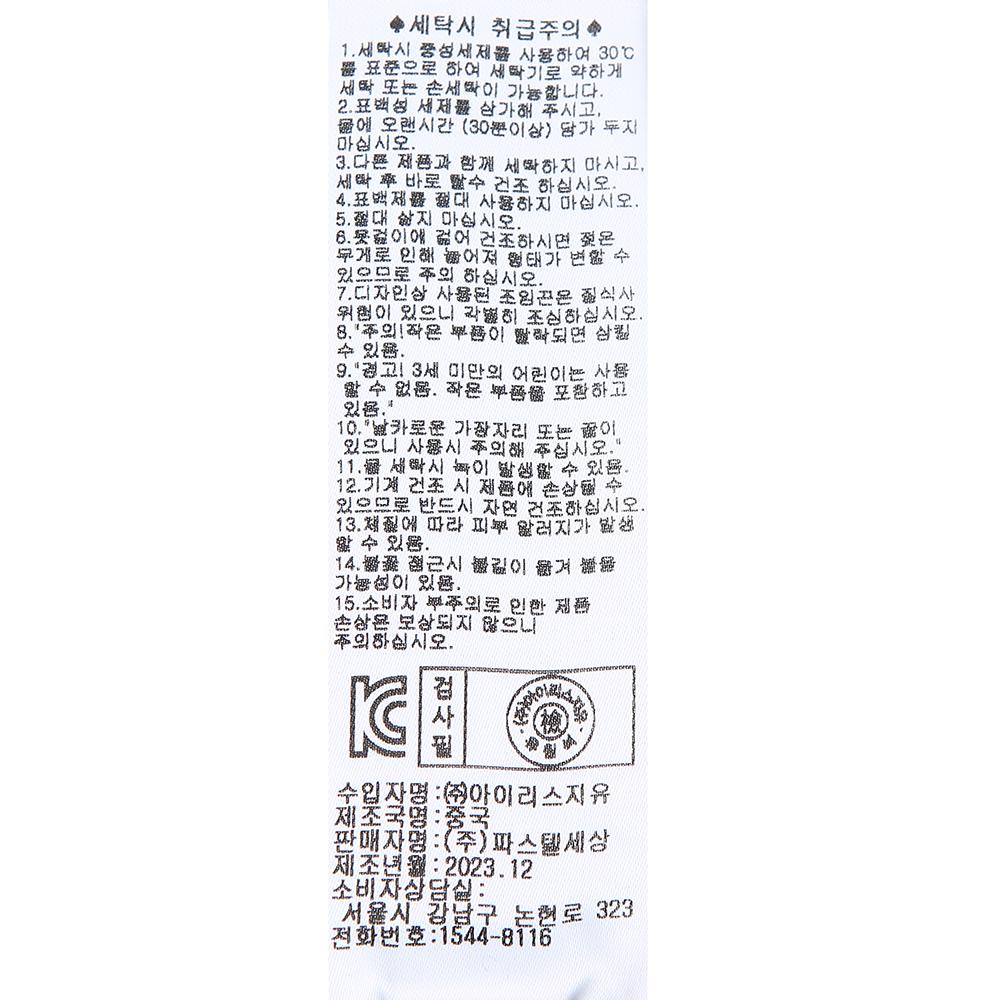 ♠세탁시 취급주의♠
1.세탁시 중성세제를 사용하여 30℃
를 표준으로 하여 세탁기로 약하게
세탁 또는 손세탁이 가능합니다.
2.표백성 세제를 삼가해 주시고,
물에 오랜시간 (30분이상) 담가 두지
마십시오.
3.다른 제품과 함께 세탁하지 마시고,
세탁 후 바로 탈수 건조 하십시오.
4.표백제를 절대 사용하지 마십시오.
5.절대 삶지 마십시오.
6.옷걸이에 걸어 건조하시면 젖은
무게로 인해 늘어져 형태가 변할 수
있으므로 주의 하십시오.
7.디자인상 사용된 조임끈은 질식사
위험이 있으니 각별히 조심하십시오.
8."주의!작은 부품이 탈락되면 삼킬
수 있음.
9."경고! 3세 미만의 어린이는 사용
할 수 없음. 작은 부품을 포함하고
있음."
10."날카로운 가장자리 또는 끝이
있으니 사용시 주의해 주십시오."
11.물 세탁시 녹이 발생할 수 있음.
12.기계 건조 시 제품에 손상될 수
있으므로 반드시 자연 건조하십시오.
13.체질에 따라 피부 알러지가 발생
할 수 있음.
14.불꽃 접근시 불길이 옮겨 붙을
가능성이 있음.
15.소비자 부주의로 인한 제품
손상은 보상되지 않으니
주의하십시오.
KC
검사필
(주)아이리스지유
檢
수입자명:㈜아이리스지유
제조국명:중국
판매자명:(주)파스텔세상
제조년월:2023.12
소비자상담실:
서울시 강남구 논현로 323
전화번호:1544-8116